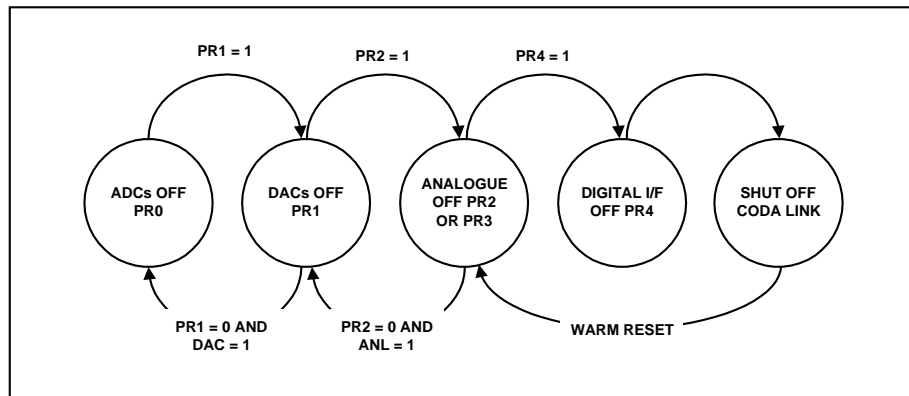 PR1 = 1
PR2 = 1
PR4 = 1
ADCs OFF
PR0
DACs OFF
PR1
ANALOGUE
OFF PR2
OR PR3
DIGITAL I/F
OFF PR4
SHUT OFF
CODA LINK
PR1 = 0 AND
DAC = 1
PR2 = 0 AND
ANL = 1
WARM RESET